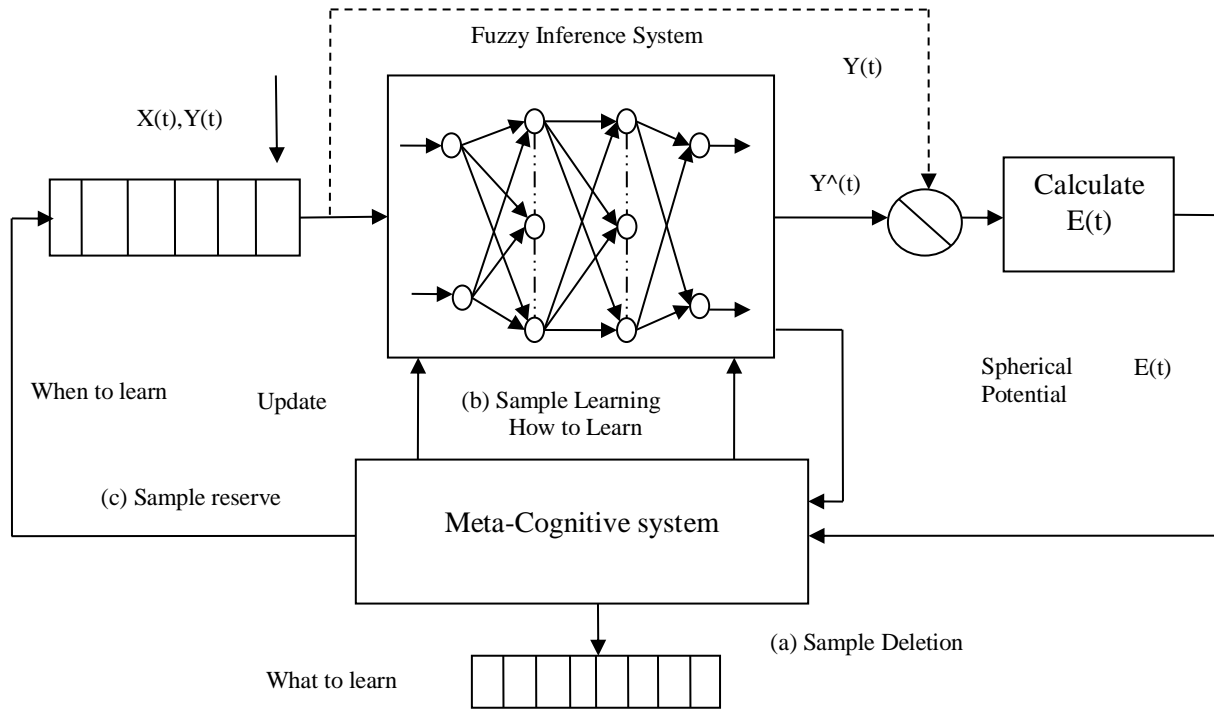 Fuzzy Inference System
Y(t)
X(t),Y(t)
Y^(t)
Calculate
E(t)
When to learn
Update
(b) Sample Learning
How to Learn
Spherical
Potential
E(t)
(c) Sample reserve
Meta-Cognitive system
(a) Sample Deletion
What to learn